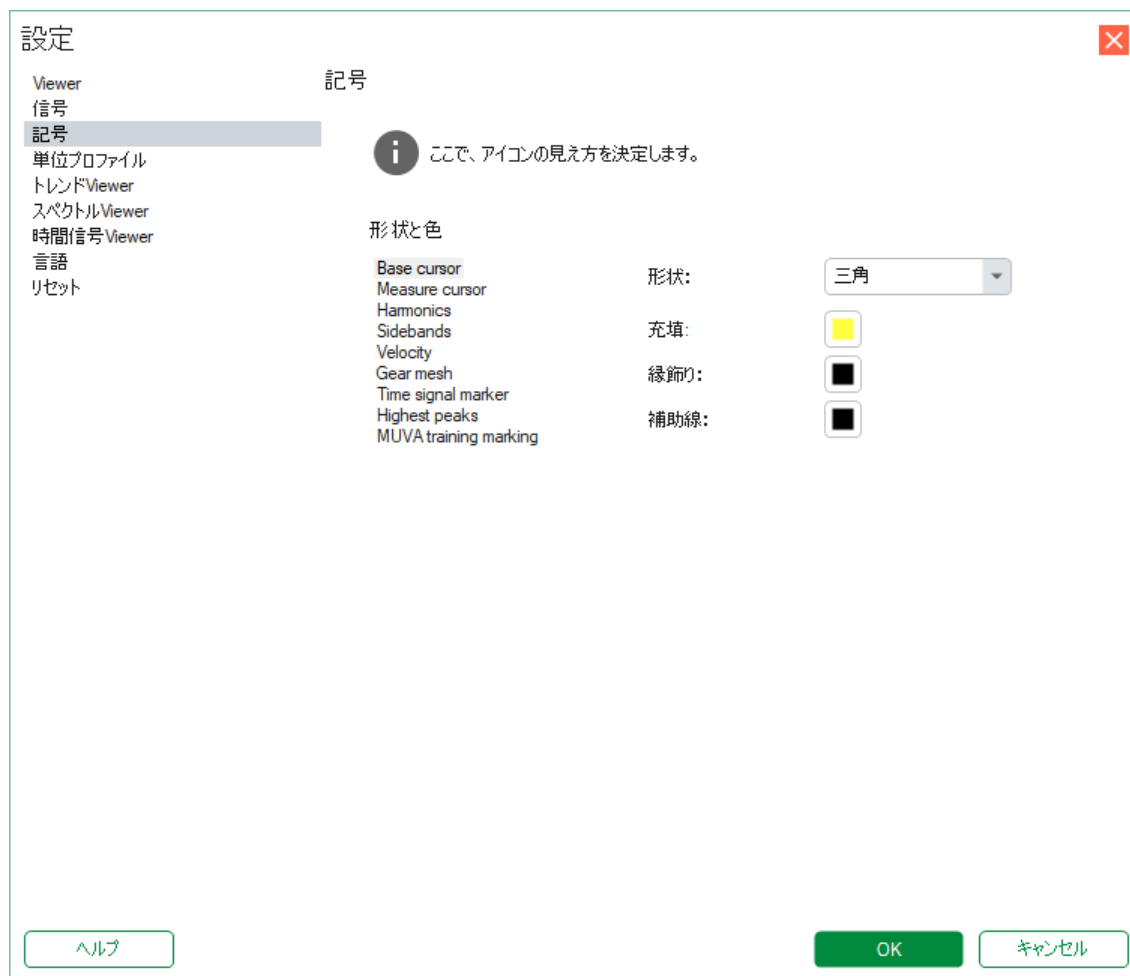 設定
Viewer
信号
記号
単位プロファイル
トレンドViewer
スペクトルViewer
時間信号Viewer
言語
リセット
記号
ここで、アイコンの見え方を決定します。
形状と色
Base cursor
Measure cursor
Harmonics
Sidebands
Velocity
Gear mesh
Time signal marker
Highest peaks
MUVA training marking
形状:
三角
充填:
縁飾り:
補助線:
ヘルプ
OK
キャンセル